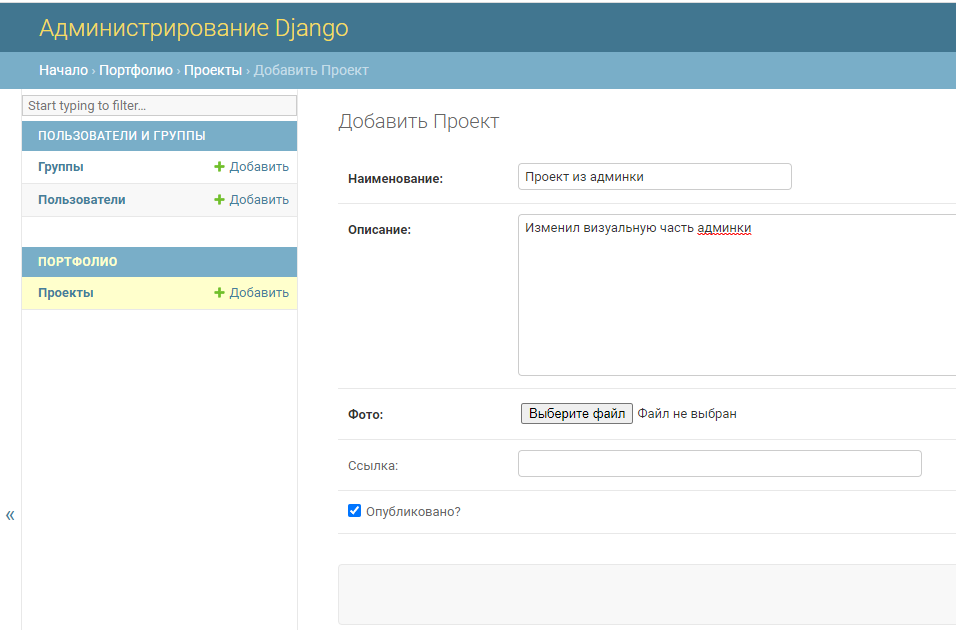 Администрирование Django
Начало › Портфолио › Проекты › Добавить Проект
Start typing to filter...
ПОЛЬЗОВАТЕЛИ И ГРУППЫ
Группы + Добавить
Пользователи + Добавить
ПОРТФОЛИО
Проекты + Добавить
«
Добавить Проект
Наименование: Проект из админки
Описание: Изменил визуальную часть админки
Фото: Выберите файл Файл не выбран
Ссылка:
Опубликовано?